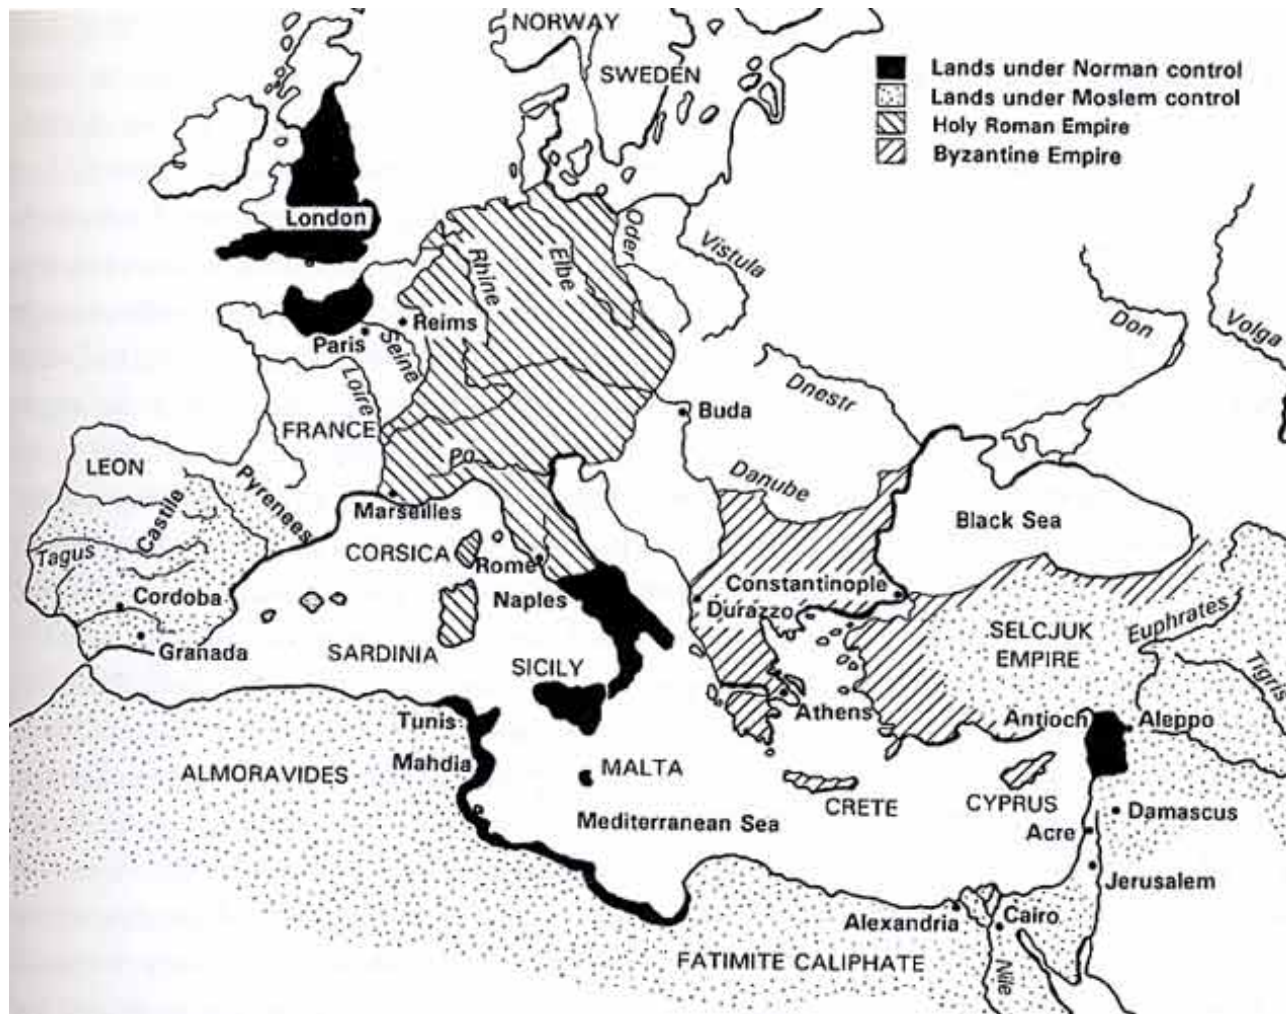 NORWAY
SWEDEN
Lands under Norman control
Lands under Moslem control
Holy Roman Empire
Byzantine Empire
London
Rhine
Elbe
Oder
Vistula
Reims
Paris
Seine
Loire
Don
Volga
Dnestr
Buda
FRANCE
LEON
Po
Danube
Castile
Pyrenees
Marseilles
Black Sea
Tagus
CORSICA
Rome
Constantinople
Cordoba
Naples
Durazzo
Euphrates
SELCJUK
EMPIRE
Granada
SARDINIA
SICILY
Tigris
Tunis
Athens
Antioch
Aleppo
Mahdia
ALMORAVIDES
MALTA
CRETE
CYPRUS
Mediterranean Sea
Damascus
Acre
Jerusalem
Alexandria
Cairo
FATIMITE CALIPHATE
Nile